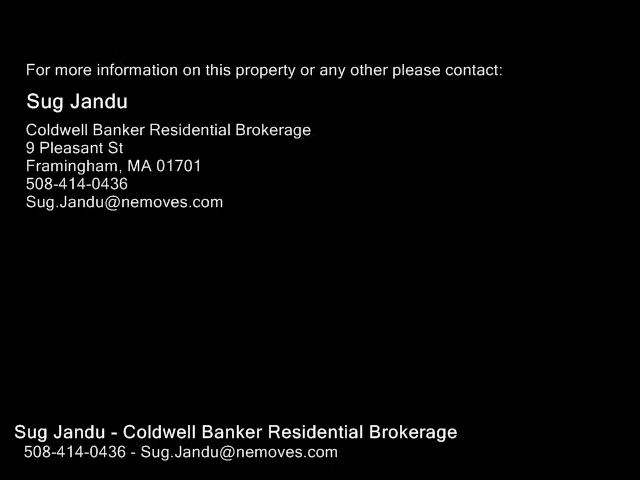 For more information on this property or any other please contact:
Sug Jandu
Coldwell Banker Residential Brokerage
9 Pleasant St
Framingham, MA 01701
508-414-0436
Sug.Jandu@nemoves.com
Sug Jandu - Coldwell Banker Residential Brokerage
508-414-0436 - Sug.Jandu@nemoves.com